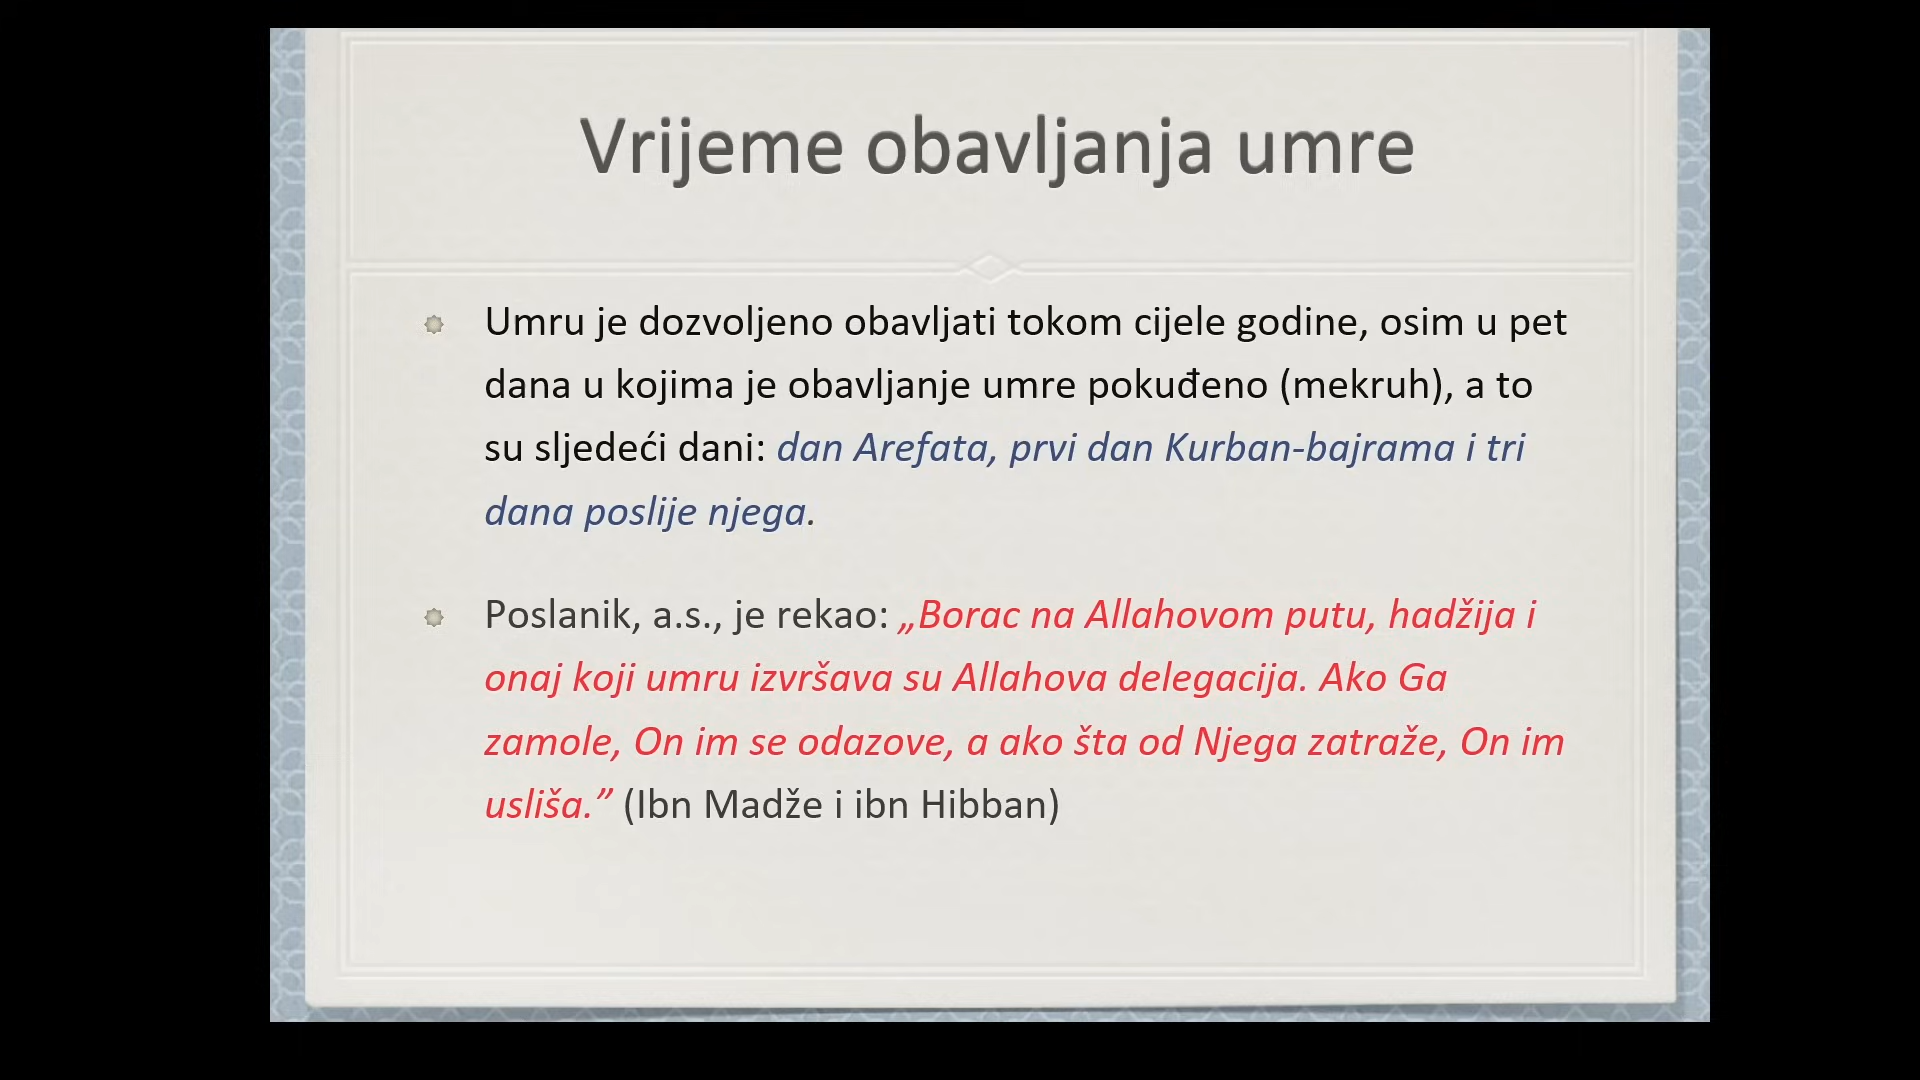 Vrijeme obavljanja umre
Umru je dozvoljeno obavljati tokom cijele godine, osim u pet
dana u kojima je obavljanje umre pokuđeno (mekruh), a to
su sljedeći dani: dan Arefata, prvi dan Kurban-bajrama i tri
dana poslije njega.
Poslanik, a.s., je rekao: „Borac na Allahovom putu, hadžija i
onaj koji umru izvršava su Allahova delegacija. Ako Ga
zamole, On im se odazove, a ako šta od Njega zatraže, On im
usliša.” (Ibn Madže i ibn Hibban)